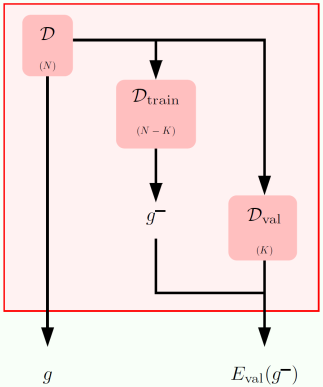 𝒟
(N)
𝒟train
(N − K)
g⁻
𝒟val
(K)
g
Eval(g⁻)